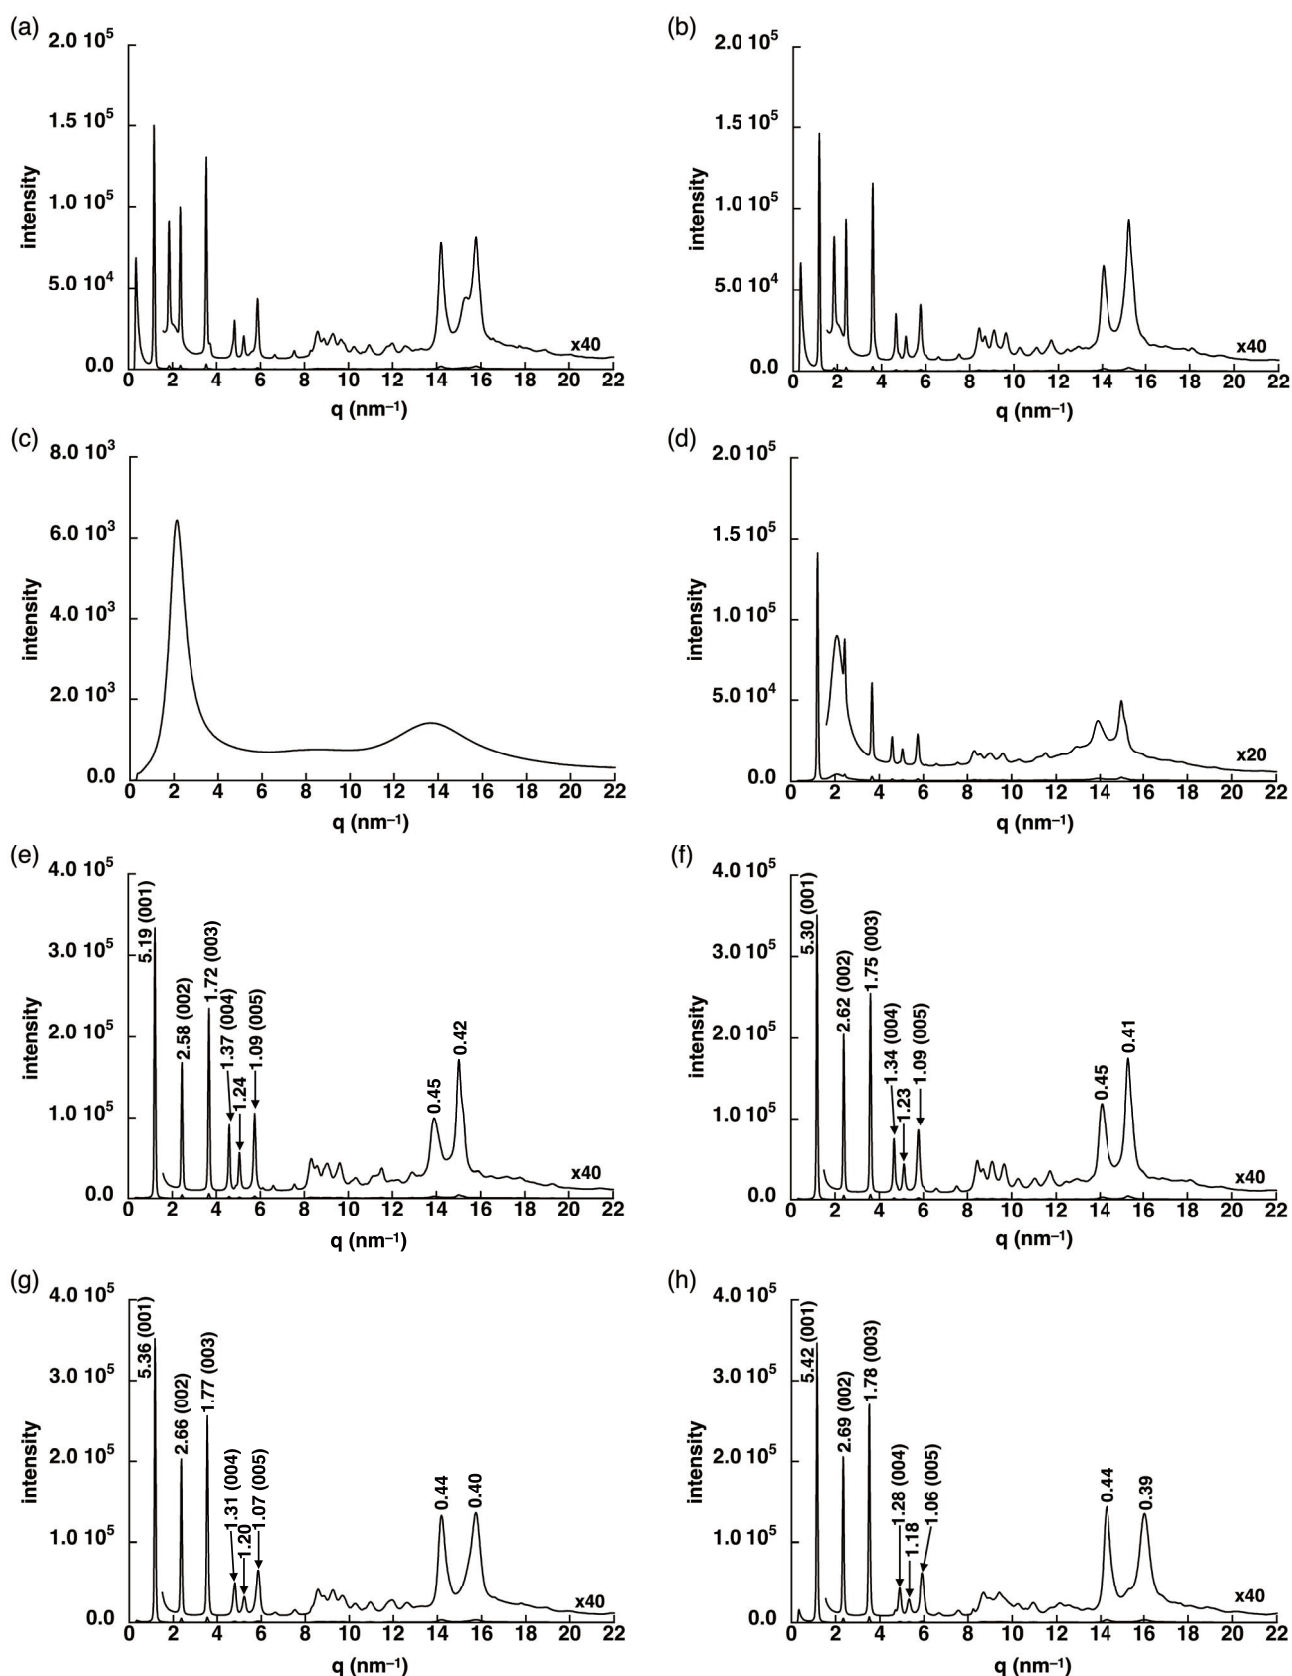 (a)
2.0 10⁵
1.5 10⁵
1.0 10⁵
5.0 10⁴
0.0
intensity
x40
0 2 4 6 8 10 12 14 16 18 20 22
q (nm⁻¹)
(b)
2.0 10⁵
1.5 10⁵
1.0 10⁵
5.0 10⁴
0.0
intensity
x40
0 2 4 6 8 10 12 14 16 18 20 22
q (nm⁻¹)
(c)
8.0 10³
6.0 10³
4.0 10³
2.0 10³
0.0
intensity
0 2 4 6 8 10 12 14 16 18 20 22
q (nm⁻¹)
(d)
2.0 10⁵
1.5 10⁵
1.0 10⁵
5.0 10⁴
0.0
intensity
x20
0 2 4 6 8 10 12 14 16 18 20 22
q (nm⁻¹)
(e)
4.0 10⁵
3.0 10⁵
2.0 10⁵
1.0 10⁵
0.0
intensity
5.19 (001)
2.58 (002)
1.72 (003)
1.37 (004)
1.24
1.09 (005)
0.45
0.42
x40
0 2 4 6 8 10 12 14 16 18 20 22
q (nm⁻¹)
(f)
4.0 10⁵
3.0 10⁵
2.0 10⁵
1.0 10⁵
0.0
intensity
5.30 (001)
2.62 (002)
1.75 (003)
1.34 (004)
1.23
1.09 (005)
0.45
0.41
x40
0 2 4 6 8 10 12 14 16 18 20 22
q (nm⁻¹)
(g)
4.0 10⁵
3.0 10⁵
2.0 10⁵
1.0 10⁵
0.0
intensity
5.36 (001)
2.66 (002)
1.77 (003)
1.31 (004)
1.20
1.07 (005)
0.44
0.40
x40
0 2 4 6 8 10 12 14 16 18 20 22
q (nm⁻¹)
(h)
4.0 10⁵
3.0 10⁵
2.0 10⁵
1.0 10⁵
0.0
intensity
5.42 (001)
2.69 (002)
1.78 (003)
1.28 (004)
1.18
1.06 (005)
0.44
0.39
x40
0 2 4 6 8 10 12 14 16 18 20 22
q (nm⁻¹)